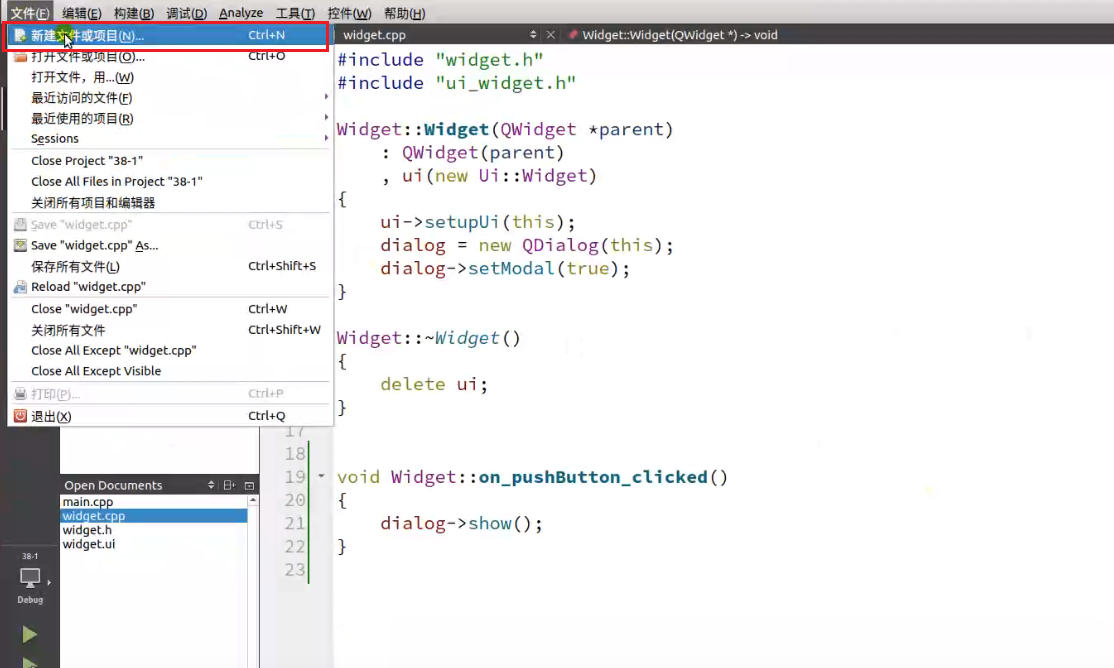 文件(F) 编辑(E) 构建(B) 调试(D) Analyze 工具(T) 控件(W) 帮助(H)
新建文件或项目(N)... Ctrl+N
打开文件或项目(O)... Ctrl+O
打开文件，用...(W)
最近访问的文件(F)
最近使用的项目(R)
Sessions
Close Project "38-1"
Close All Files in Project "38-1"
关闭所有项目和编辑器
Save "widget.cpp" Ctrl+S
Save "widget.cpp" As...
保存所有文件(L) Ctrl+Shift+S
Reload "widget.cpp"
Close "widget.cpp" Ctrl+W
关闭所有文件 Ctrl+Shift+W
Close All Except "widget.cpp"
Close All Except Visible
打印(P)... Ctrl+P
退出(X) Ctrl+Q
widget.cpp Widget::Widget(QWidget *) -> void
#include "widget.h"
#include "ui_widget.h"
Widget::Widget(QWidget *parent)
: QWidget(parent)
, ui(new Ui::Widget)
{
ui->setupUi(this);
dialog = new QDialog(this);
dialog->setModal(true);
}
Widget::~Widget()
{
delete ui;
}
17
18
19 void Widget::on_pushButton_clicked()
20 {
21 dialog->show();
22 }
23
Open Documents
main.cpp
widget.cpp
widget.h
widget.ui
38-1
Debug